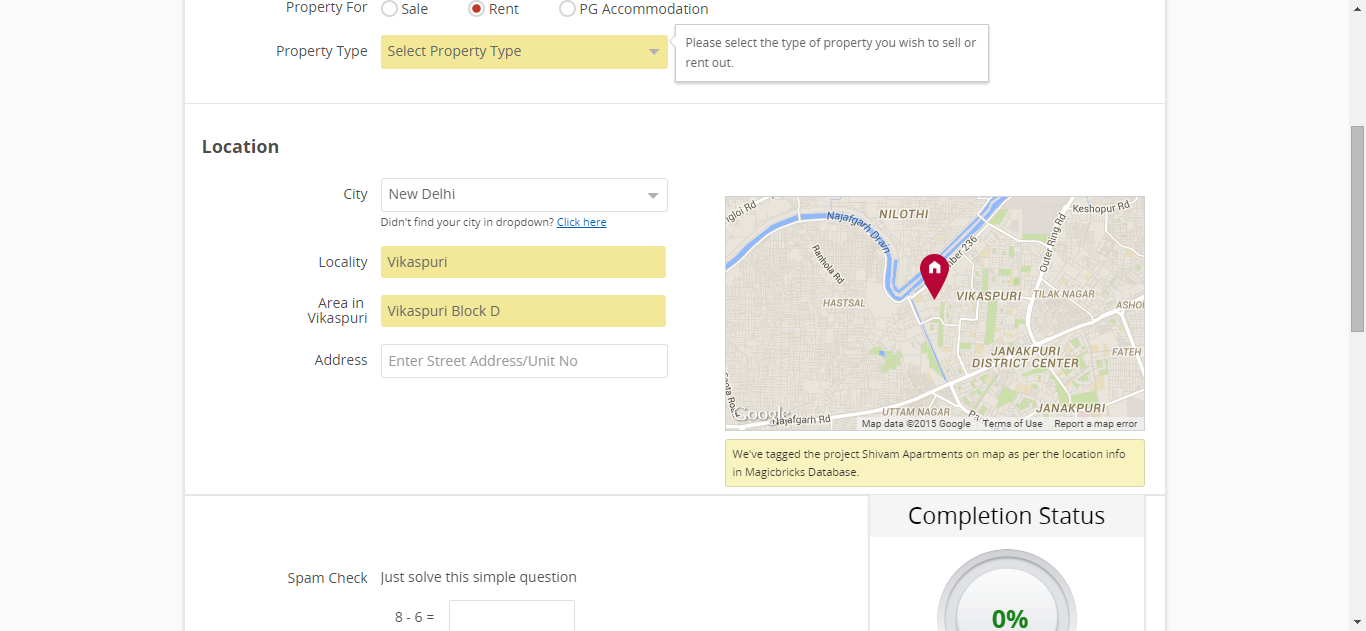 Property For
Sale
Rent
PG Accommodation
Property Type
Select Property Type
Please select the type of property you wish to sell or
rent out.
Location
City
New Delhi
Didn't find your city in dropdown? Click here
Locality
Vikaspuri
Area in
Vikaspuri
Vikaspuri Block D
Address
Enter Street Address/Unit No
ngloi Rd
Najafgarh Drain
NILOTHI
Keshopur Rd
Outer Ring Rd
mber 236
Ranhola Rd
HASTSAL
VIKASPURI
TILAK NAGAR
ASHO
JANAKPURI
DISTRICT CENTER
FATEH
JANAKPURI
UTTAM NAGAR
Najafgarh Rd
Google
Map data ©2015 Google
Terms of Use
Report a map error
We've tagged the project Shivam Apartments on map as per the location info
in Magicbricks Database.
Completion Status
0%
Spam Check
Just solve this simple question
8 - 6 =